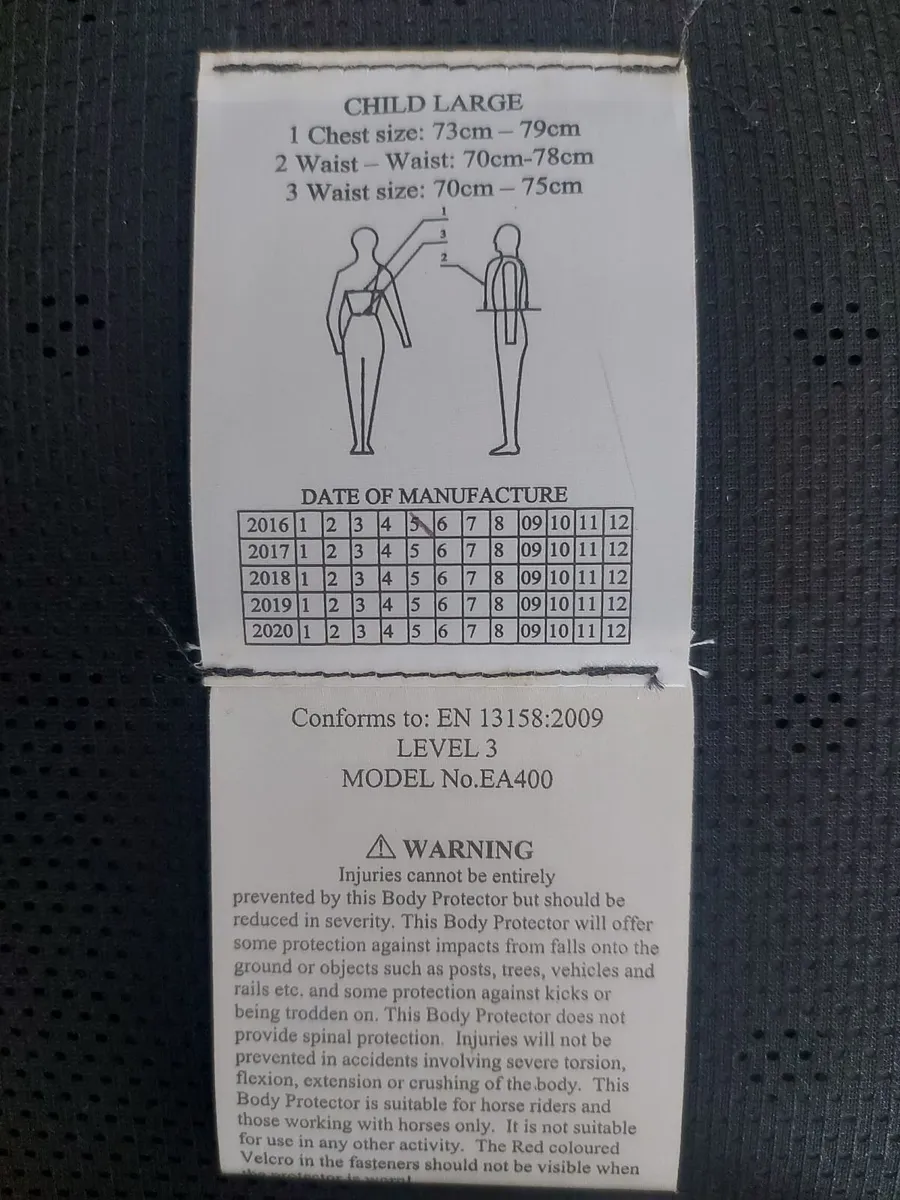 CHILD LARGE
1 Chest size: 73cm – 79cm
2 Waist – Waist: 70cm-78cm
3 Waist size: 70cm – 75cm
1
3
2
DATE OF MANUFACTURE
2016 1 2 3 4 5 6 7 8 09 10 11 12
2017 1 2 3 4 5 6 7 8 09 10 11 12
2018 1 2 3 4 5 6 7 8 09 10 11 12
2019 1 2 3 4 5 6 7 8 09 10 11 12
2020 1 2 3 4 5 6 7 8 09 10 11 12
Conforms to: EN 13158:2009
LEVEL 3
MODEL No.EA400
⚠ WARNING
Injuries cannot be entirely
prevented by this Body Protector but should be
reduced in severity. This Body Protector will offer
some protection against impacts from falls onto the
ground or objects such as posts, trees, vehicles and
rails etc. and some protection against kicks or
being trodden on. This Body Protector does not
provide spinal protection. Injuries will not be
prevented in accidents involving severe torsion,
flexion, extension or crushing of the body. This
Body Protector is suitable for horse riders and
those working with horses only. It is not suitable
for use in any other activity. The Red coloured
Velcro in the fasteners should not be visible when
the protector is worn!